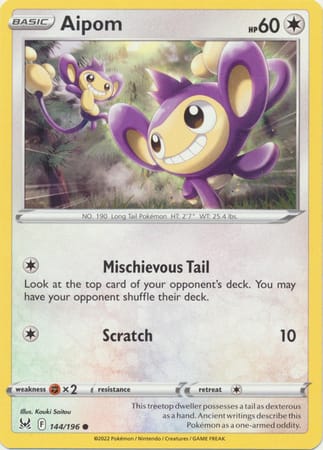 BASIC Aipom HP 60
NO. 190 Long Tail Pokémon HT: 2'7" WT: 25.4 lbs.
Mischievous Tail
Look at the top card of your opponent's deck. You may
have your opponent shuffle their deck.
Scratch 10
weakness ×2 resistance retreat
Illus. Kouki Saitou
F 144/196
This treetop dweller possesses a tail as dexterous
as a hand. Ancient writings described this
Pokémon as a one-armed oddity.
©2022 Pokémon / Nintendo / Creatures / GAME FREAK